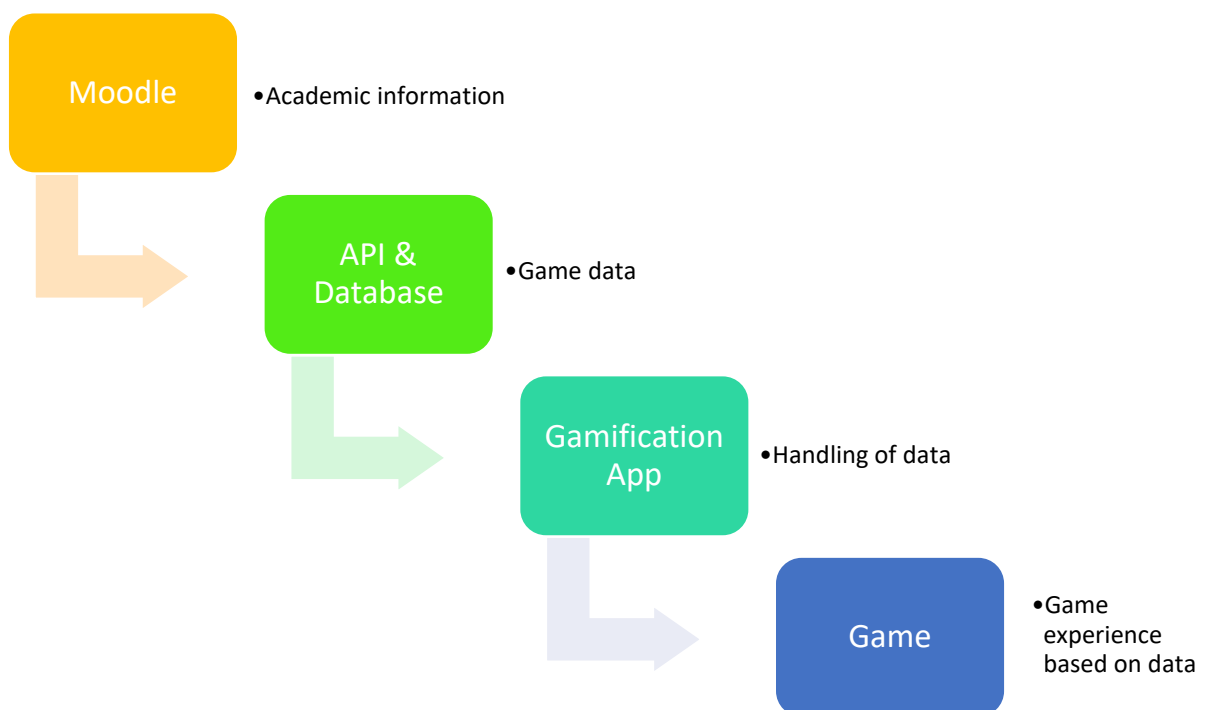 Moodle
•Academic information
API &
Database
•Game data
Gamification
App
•Handling of data
Game
•Game
experience
based on data